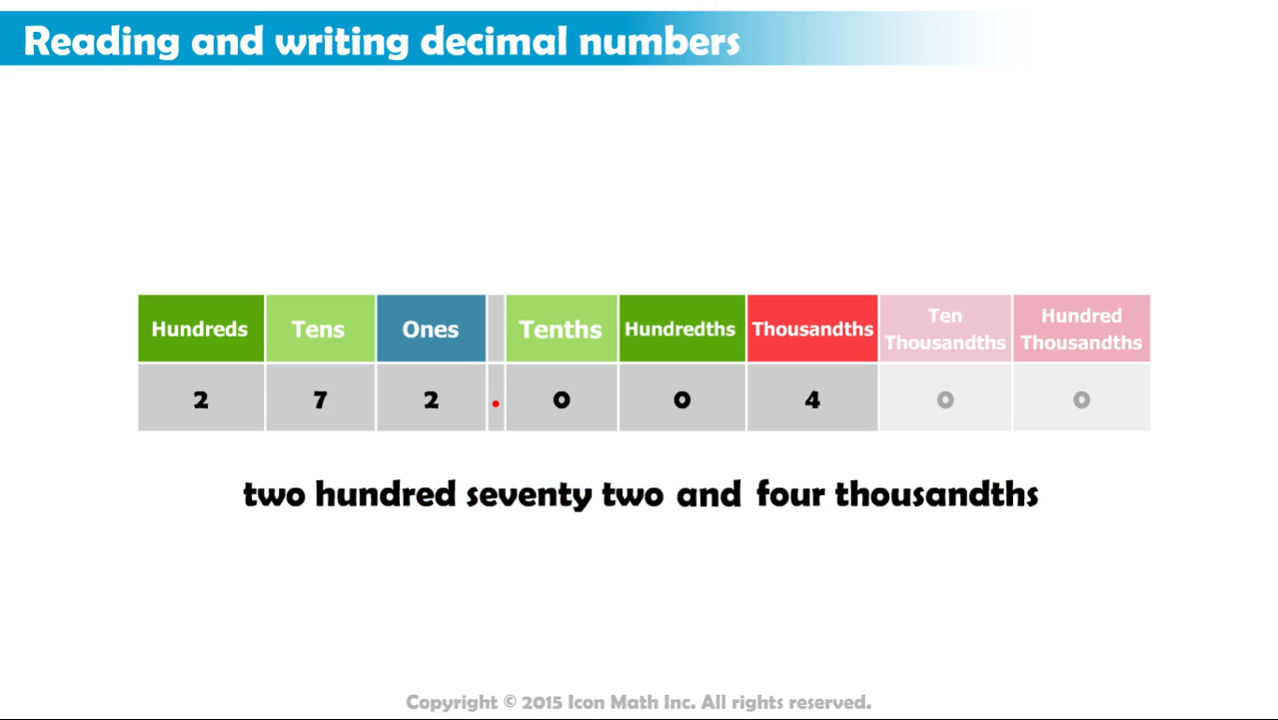 Reading and writing decimal numbers
Hundreds Tens Ones Tenths Hundredths Thousandths Ten Thousandths Hundred Thousandths
2 7 2 . 0 0 4 0 0
two hundred seventy two and four thousandths
Copyright © 2015 Icon Math Inc. All rights reserved.